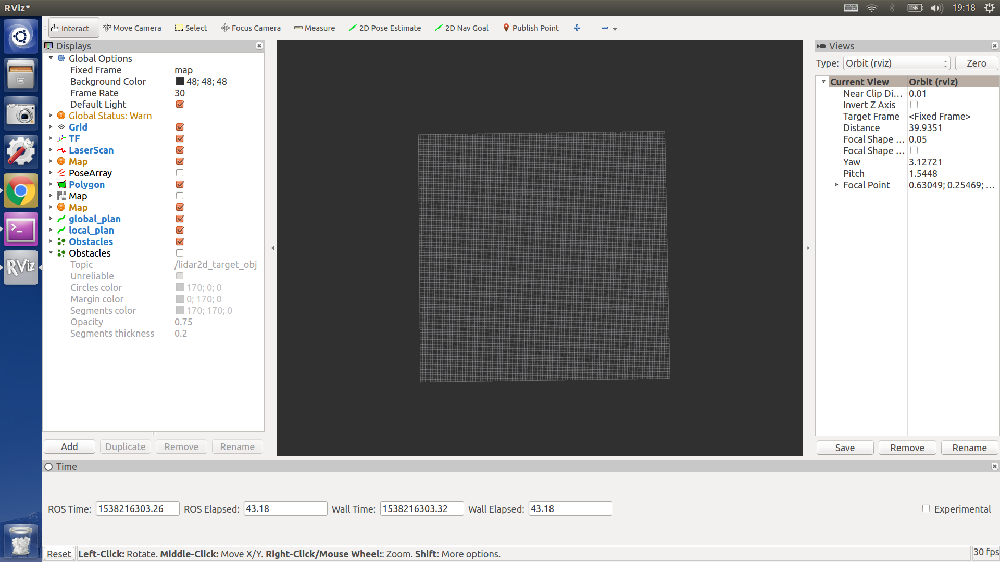 RViz*
19:18
Interact
Move Camera
Select
Focus Camera
Measure
2D Pose Estimate
2D Nav Goal
Publish Point
Displays
Global Options
Fixed Frame map
Background Color 48; 48; 48
Frame Rate 30
Default Light
Global Status: Warn
Grid
TF
LaserScan
Map
PoseArray
Polygon
Map
Map
global_plan
local_plan
Obstacles
Obstacles
Topic /lidar2d_target_obj
Unreliable
Circles color 170; 0; 0
Margin color 0; 170; 0
Segments color 170; 170; 0
Opacity 0.75
Segments thickness 0.2
Add
Duplicate
Remove
Rename
Views
Type: Orbit (rviz) Zero
Current View Orbit (rviz)
Near Clip Di... 0.01
Invert Z Axis
Target Frame <Fixed Frame>
Distance 39.9351
Focal Shape ... 0.05
Focal Shape ...
Yaw 3.12721
Pitch 1.5448
Focal Point 0.63049; 0.25469; ...
Save
Remove
Rename
Time
ROS Time: 1538216303.26 ROS Elapsed: 43.18 Wall Time: 1538216303.32 Wall Elapsed: 43.18 Experimental
RViz
Reset
Left-Click: Rotate. Middle-Click: Move X/Y. Right-Click/Mouse Wheel:: Zoom. Shift: More options.
30 fps